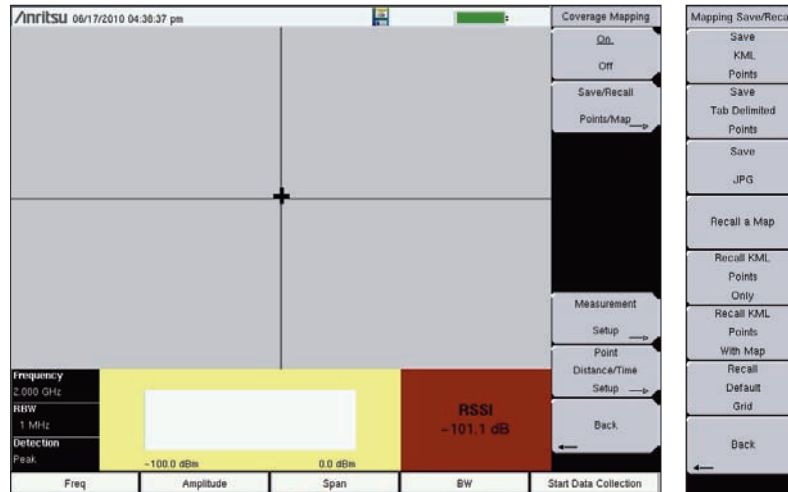 Anritsu 06/17/2010 04:30:37 pm
Coverage Mapping
On
Off
Save/Recall
Points/Map
Measurement
Setup
Point
Distance/Time
Setup
Back
Frequency
2.000 GHz
RBW
1 MHz
Detection
Peak
-100.0 dBm
0.0 dBm
RSSI
-101.1 dB
Freq
Amplitude
Span
BW
Start Data Collection
Mapping Save/Reca
Save
KML
Points
Save
Tab Delimited
Points
Save
JPG
Recall a Map
Recall KML
Points
Only
Recall KML
Points
With Map
Recall
Default
Grid
Back